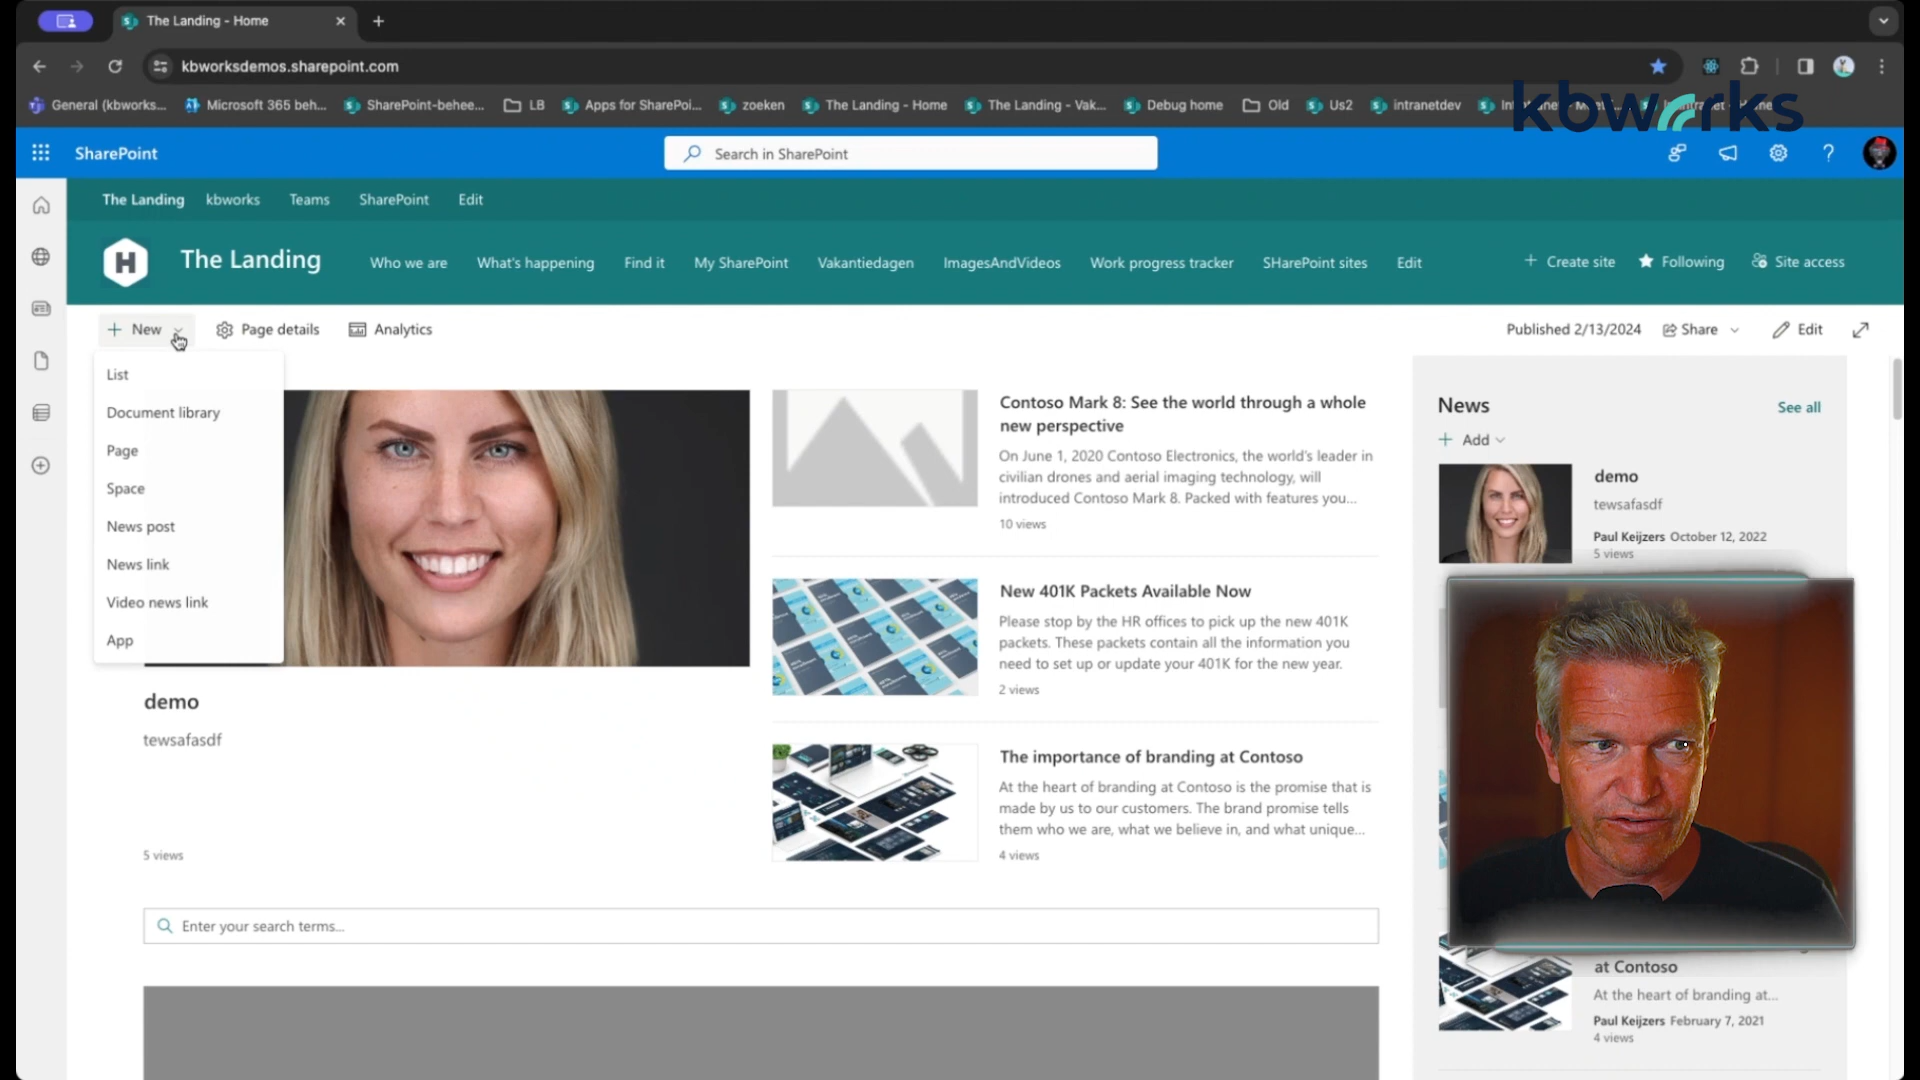 The Landing - Home
kbworksdemos.sharepoint.com
General (kbworks...
Microsoft 365 beh...
SharePoint-behee...
LB
Apps for SharePoi...
zoeken
The Landing - Home
The Landing - Vak...
Debug home
Old
Us2
intranetdev
kbworks
SharePoint
Search in SharePoint
The Landing
kbworks
Teams
SharePoint
Edit
H
The Landing
Who we are
What's happening
Find it
My SharePoint
Vakantiedagen
ImagesAndVideos
Work progress tracker
SHarePoint sites
Edit
Create site
Following
Site access
New
Page details
Analytics
Published 2/13/2024
Share
Edit
List
Document library
Page
Space
News post
News link
Video news link
App
demo
tewsafasdf
5 views
Contoso Mark 8: See the world through a whole
new perspective
On June 1, 2020 Contoso Electronics, the world's leader in
civilian drones and aerial imaging technology, will
introduced Contoso Mark 8. Packed with features you...
10 views
New 401K Packets Available Now
Please stop by the HR offices to pick up the new 401K
packets. These packets contain all the information you
need to set up or update your 401K for the new year.
2 views
The importance of branding at Contoso
At the heart of branding at Contoso is the promise that is
made by us to our customers. The brand promise tells
them who we are, what we believe in, and what unique...
4 views
Enter your search terms...
News
See all
Add
demo
tewsafasdf
Paul Keijzers October 12, 2022
5 views
at Contoso
At the heart of branding at...
Paul Keijzers February 7, 2021
4 views